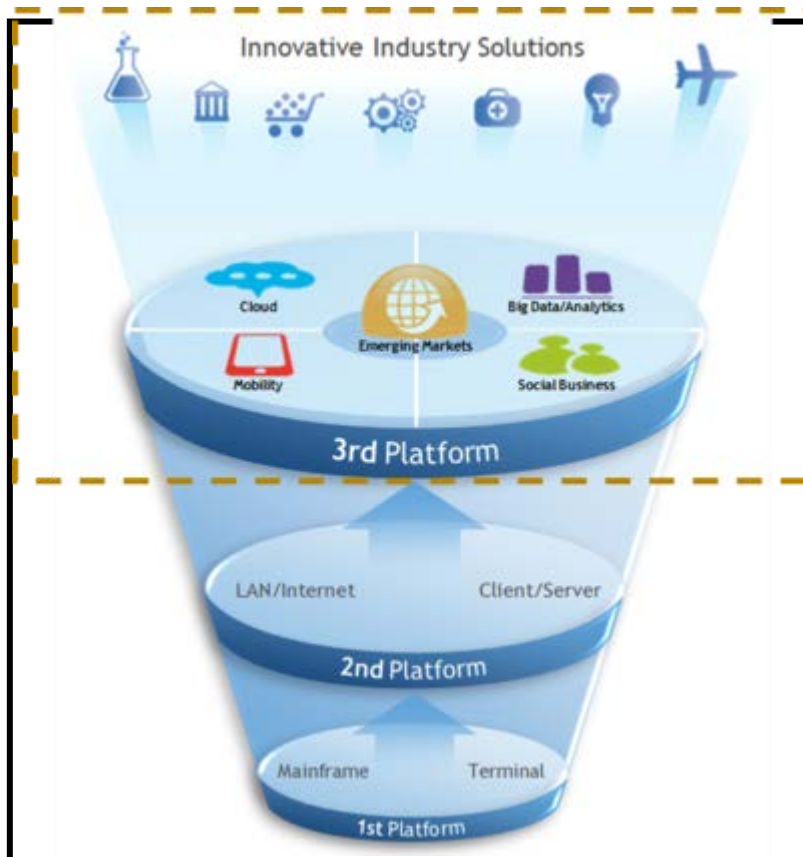 Innovative Industry Solutions
Cloud
Big Data/Analytics
Emerging Markets
Mobility
Social Business
3rd Platform
LAN/Internet
Client/Server
2nd Platform
Mainframe
Terminal
1st Platform